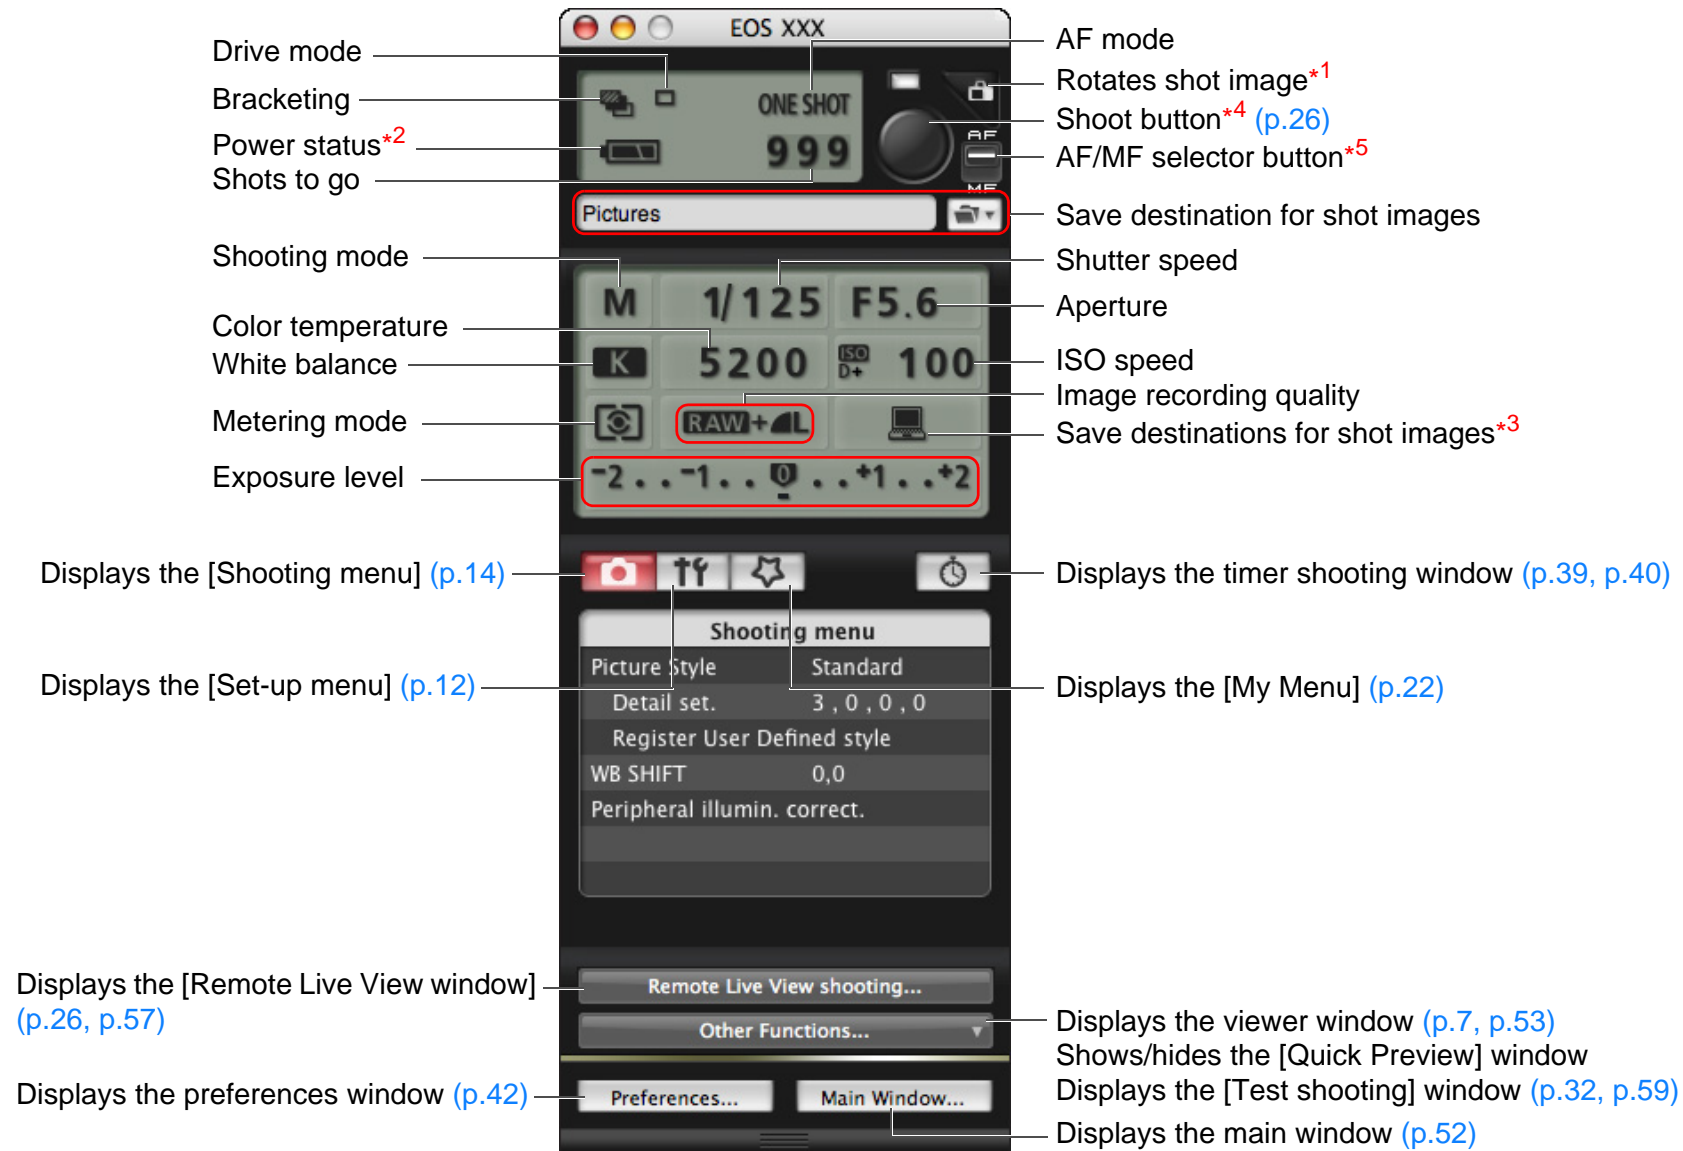 EOS XXX
Drive mode
Bracketing
Power status*2
Shots to go
AF mode
Rotates shot image*1
Shoot button*4 (p.26)
AF/MF selector button*5
ONE SHOT
999
AF
MF
Pictures
Save destination for shot images
Shooting mode
Color temperature
White balance
Metering mode
Exposure level
Shutter speed
Aperture
ISO speed
Image recording quality
Save destinations for shot images*3
M 1/125 F5.6
K 5200 ISO D+ 100
RAW+L
-2..-1..0..+1..+2
Displays the [Shooting menu] (p.14)
Displays the timer shooting window (p.39, p.40)
Displays the [Set-up menu] (p.12)
Displays the [My Menu] (p.22)
Shooting menu
Picture Style Standard
Detail set. 3 , 0 , 0 , 0
Register User Defined style
WB SHIFT 0,0
Peripheral illumin. correct.
Displays the [Remote Live View window]
(p.26, p.57)
Remote Live View shooting...
Other Functions...
Displays the viewer window (p.7, p.53)
Shows/hides the [Quick Preview] window
Displays the [Test shooting] window (p.32, p.59)
Displays the preferences window (p.42)
Preferences...
Main Window...
Displays the main window (p.52)